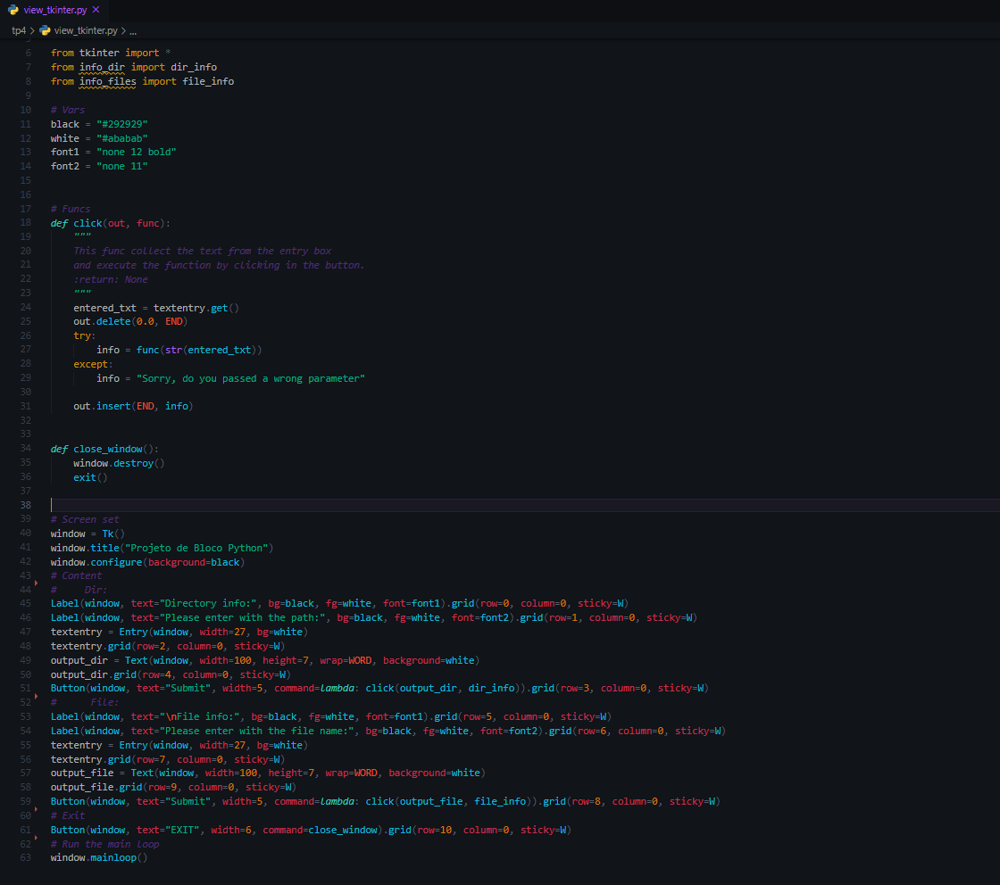 view_tkinter.py ×
tp4 > view_tkinter.py > ...
5
6 from tkinter import *
7 from info_dir import dir_info
8 from info_files import file_info
9
10 # Vars
11 black = "#292929"
12 white = "#ababab"
13 font1 = "none 12 bold"
14 font2 = "none 11"
15
16
17 # Funcs
18 def click(out, func):
19     """
20     This func collect the text from the entry box
21     and execute the function by clicking in the button.
22     :return: None
23     """
24     entered_txt = textentry.get()
25     out.delete(0.0, END)
26     try:
27         info = func(str(entered_txt))
28     except:
29         info = "Sorry, do you passed a wrong parameter"
30
31     out.insert(END, info)
32
33
34 def close_window():
35     window.destroy()
36     exit()
37
38
39 # Screen set
40 window = Tk()
41 window.title("Projeto de Bloco Python")
42 window.configure(background=black)
43 # Content
44 #     Dir:
45 Label(window, text="Directory info:", bg=black, fg=white, font=font1).grid(row=0, column=0, sticky=W)
46 Label(window, text="Please enter with the path:", bg=black, fg=white, font=font2).grid(row=1, column=0, sticky=W)
47 textentry = Entry(window, width=27, bg=white)
48 textentry.grid(row=2, column=0, sticky=W)
49 output_dir = Text(window, width=100, height=7, wrap=WORD, background=white)
50 output_dir.grid(row=4, column=0, sticky=W)
51 Button(window, text="Submit", width=5, command=lambda: click(output_dir, dir_info)).grid(row=3, column=0, sticky=W)
52 #      File:
53 Label(window, text="\nFile info:", bg=black, fg=white, font=font1).grid(row=5, column=0, sticky=W)
54 Label(window, text="Please enter with the file name:", bg=black, fg=white, font=font2).grid(row=6, column=0, sticky=W)
55 textentry = Entry(window, width=27, bg=white)
56 textentry.grid(row=7, column=0, sticky=W)
57 output_file = Text(window, width=100, height=7, wrap=WORD, background=white)
58 output_file.grid(row=9, column=0, sticky=W)
59 Button(window, text="Submit", width=5, command=lambda: click(output_file, file_info)).grid(row=8, column=0, sticky=W)
60 # Exit
61 Button(window, text="EXIT", width=6, command=close_window).grid(row=10, column=0, sticky=W)
62 # Run the main loop
63 window.mainloop()